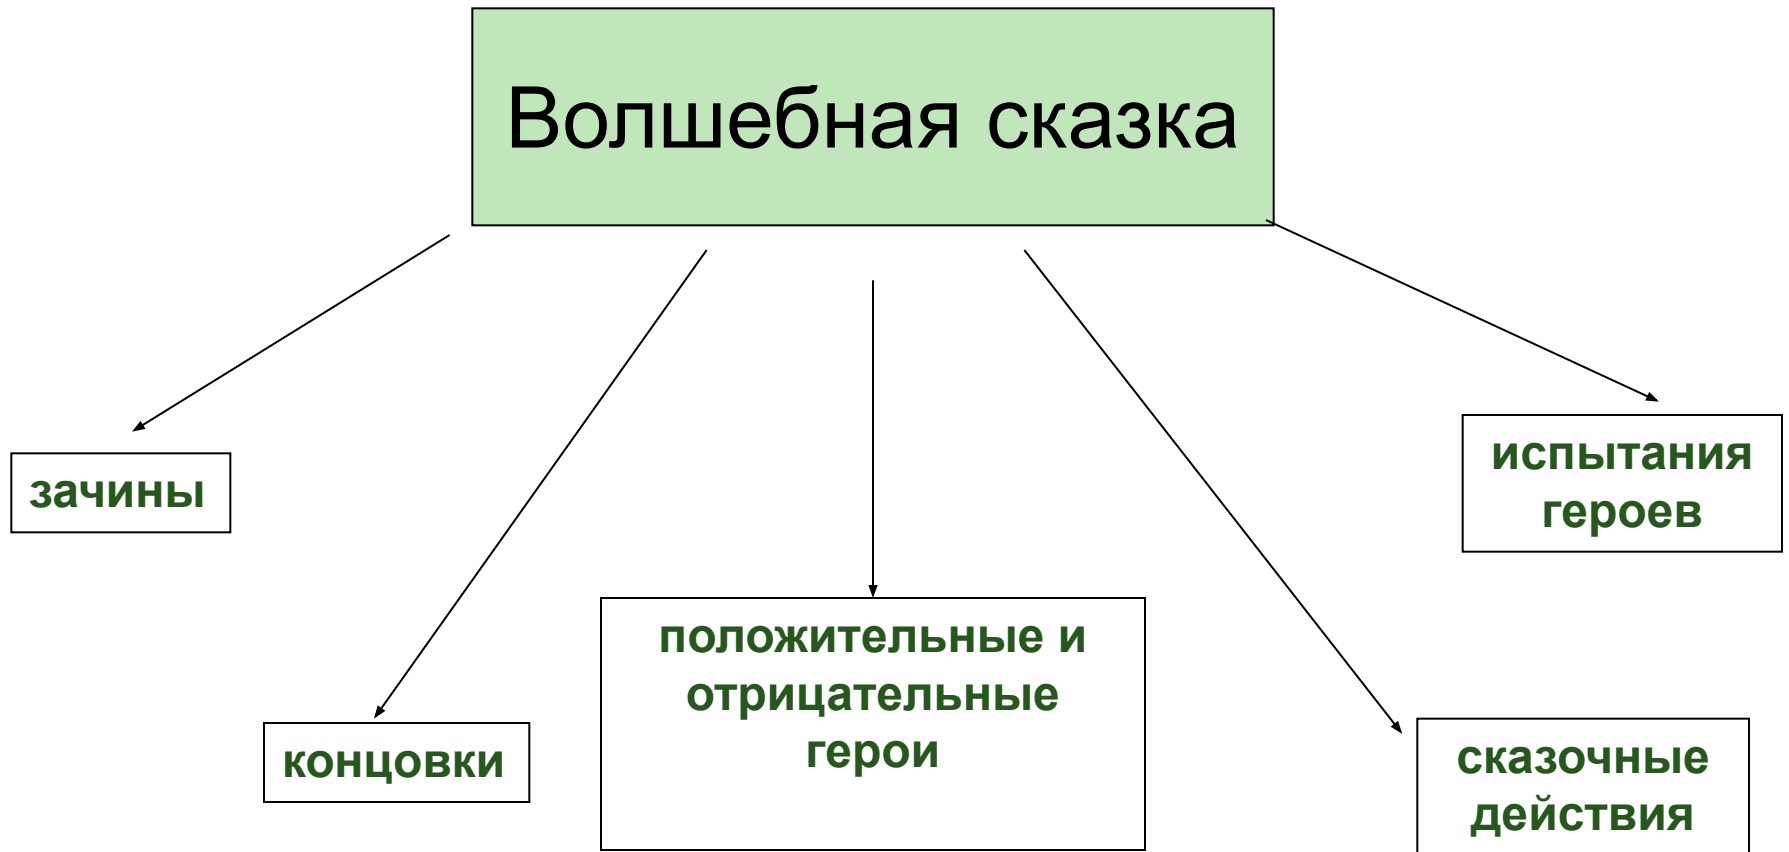 Волшебная сказка
зачины
концовки
положительные и
отрицательные
герои
сказочные
действия
испытания
героев